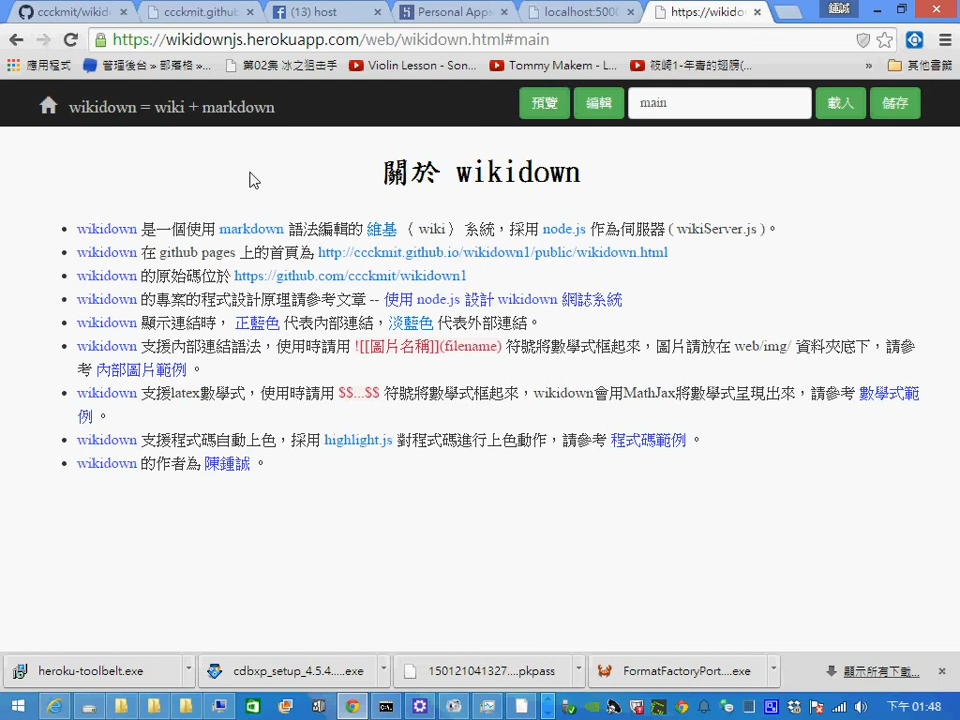 ccckmit/wikid
ccckmit.github
(13) host
Personal Apps
localhost:5000
https://wikido
鍾誠
https://wikidownjs.herokuapp.com/web/wikidown.html#main
應用程式
管理後台 » 部落格 »...
第02集 冰之狙击手
Violin Lesson - Son...
Tommy Makem - L...
筷崎1-年青的翅膀(...
»
其他書籤
wikidown = wiki + markdown
預覽
編輯
main
載入
儲存
關於 wikidown
• wikidown 是一個使用 markdown 語法編輯的 維基 〈 wiki 〉 系統，採用 node.js 作為伺服器 ( wikiServer.js )。
• wikidown 在 github pages 上的首頁為 http://ccckmit.github.io/wikidown1/public/wikidown.html
• wikidown 的原始碼位於 https://github.com/ccckmit/wikidown1
• wikidown 的專案的程式設計原理請參考文章 -- 使用 node.js 設計 wikidown 網誌系統
• wikidown 顯示連結時， 正藍色 代表內部連結，淡藍色 代表外部連結。
• wikidown 支援內部連結語法，使用時請用 ![[圖片名稱]](filename) 符號將數學式框起來，圖片請放在 web/img/ 資料夾底下，請參
考 內部圖片範例 。
• wikidown 支援latex數學式，使用時請用 $$...$$ 符號將數學式框起來，wikidown會用MathJax將數學式呈現出來，請參考 數學式範
例 。
• wikidown 支援程式碼自動上色，採用 highlight.js 對程式碼進行上色動作，請參考 程式碼範例 。
• wikidown 的作者為 陳鍾誠 。
heroku-toolbelt.exe
cdbxp_setup_4.5.4....exe
150121041327....pkpass
FormatFactoryPort....exe
顯示所有下載...
下午 01:48